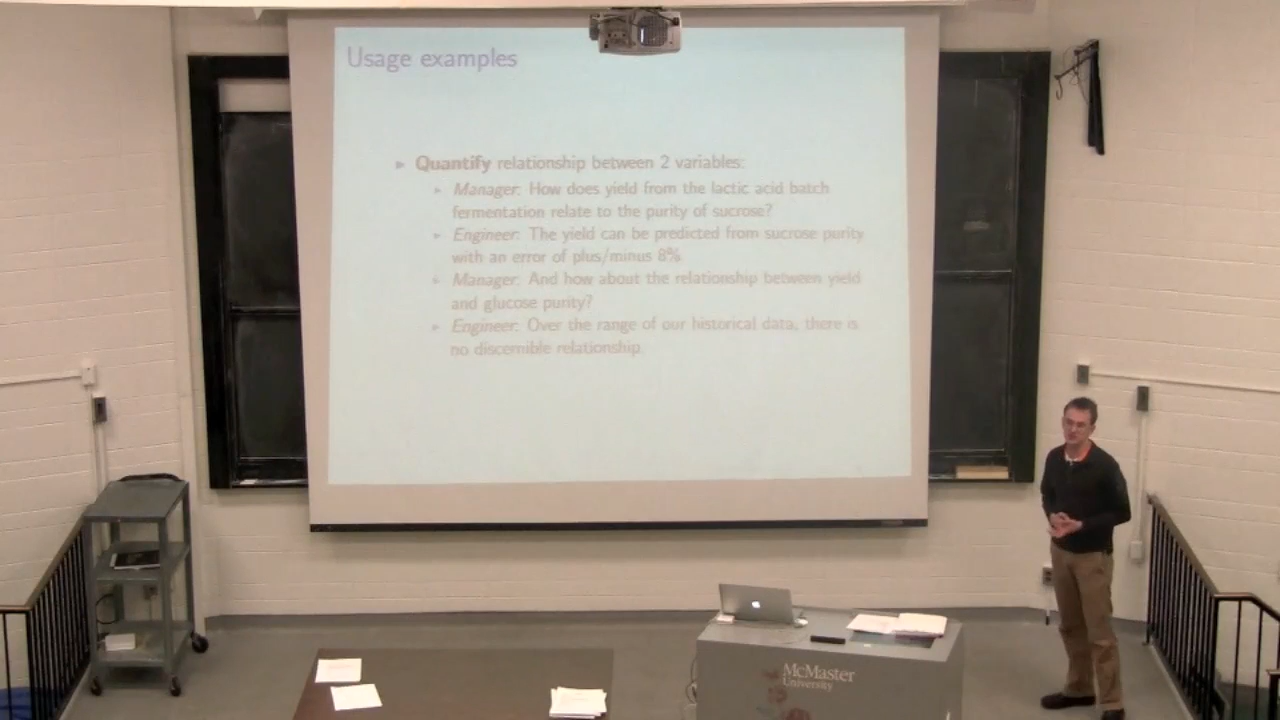 Usage examples
► Quantify relationship between 2 variables:
► Manager: How does yield from the lactic acid batch
fermentation relate to the purity of sucrose?
► Engineer: The yield can be predicted from sucrose purity
with an error of plus/minus 8%
► Manager: And how about the relationship between yield
and glucose purity?
► Engineer: Over the range of our historical data, there is
no discernible relationship.
McMaster
University